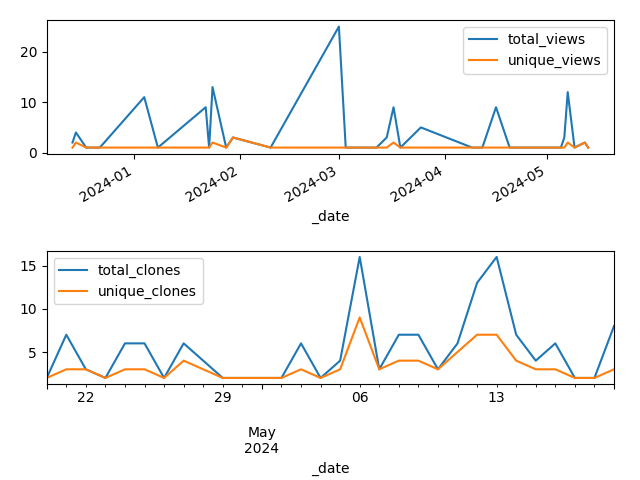 20
10
0
total_views
unique_views
2024-01
2024-02
2024-03
2024-04
2024-05
_date
15
10
5
total_clones
unique_clones
22
29
06
13
May
2024
_date